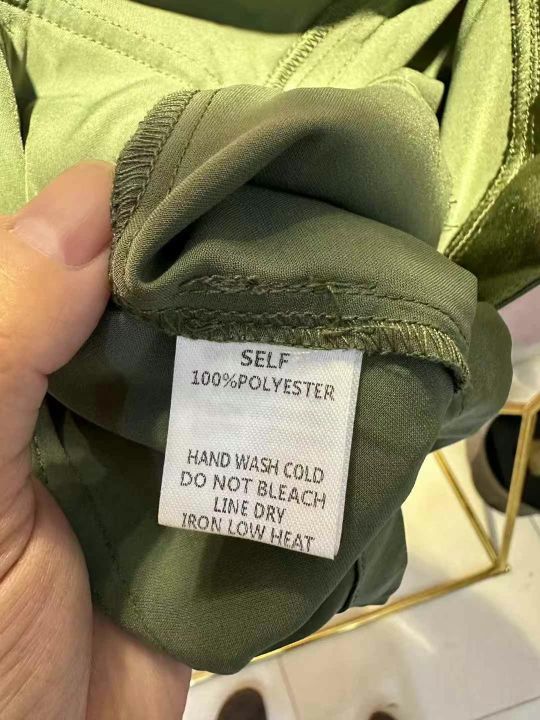 SELF
100%POLYESTER
HAND WASH COLD
DO NOT BLEACH
LINE DRY
IRON LOW HEAT